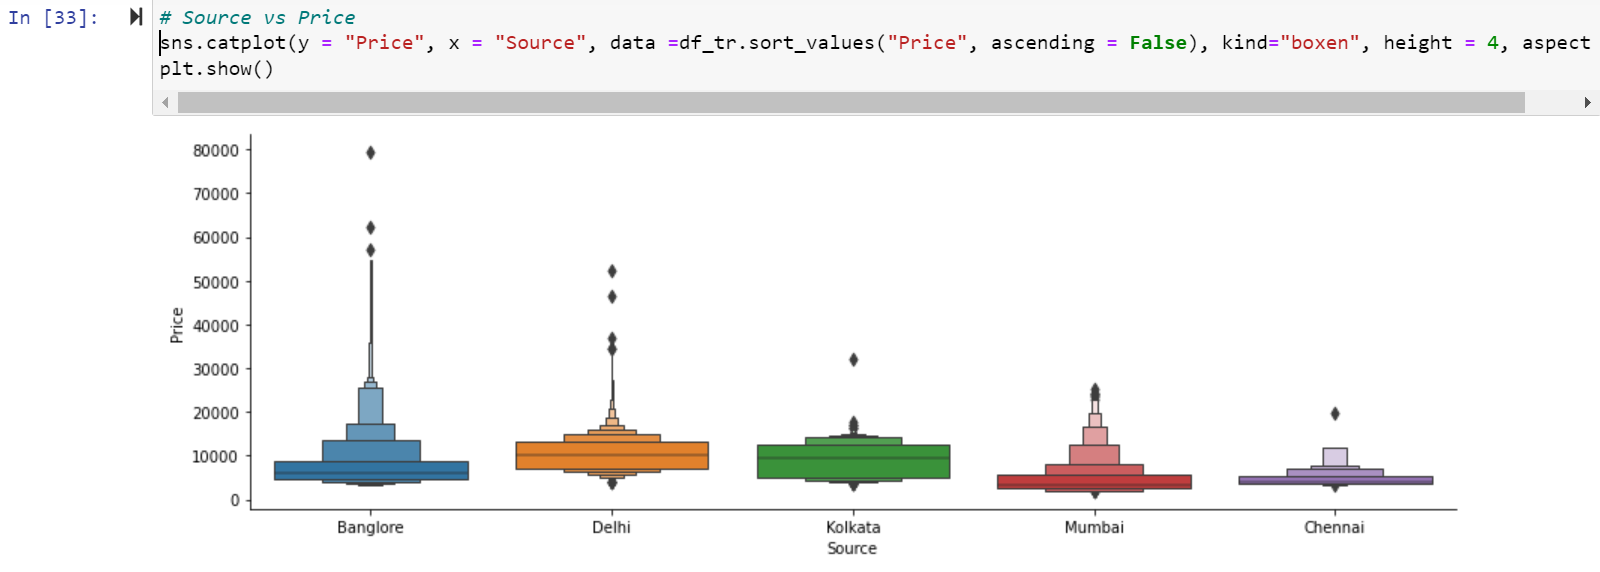 In [33]:
# Source vs Price
sns.catplot(y = "Price", x = "Source", data =df_tr.sort_values("Price", ascending = False), kind="boxen", height = 4, aspect
plt.show()
80000
70000
60000
50000
40000
30000
20000
10000
0
Price
Banglore Delhi Kolkata Mumbai Chennai
Source